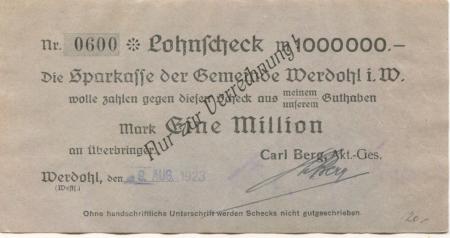 Nr. 0600 ❊ Lohnscheck M 1000000.–
Die Sparkasse der Gemeinde Werdohl i. W.
wolle zahlen gegen diesen Scheck aus meinem unserem Guthaben
Nur zur Verrechnung!
Mark Eine Million
an überbringer
Carl Berg, Akt.-Ges.
Werdohl, den 8. AUG. 1923
(Westf.)
Ohne handschriftliche Unterschrift werden Schecks nicht gutgeschrieben.
20,-